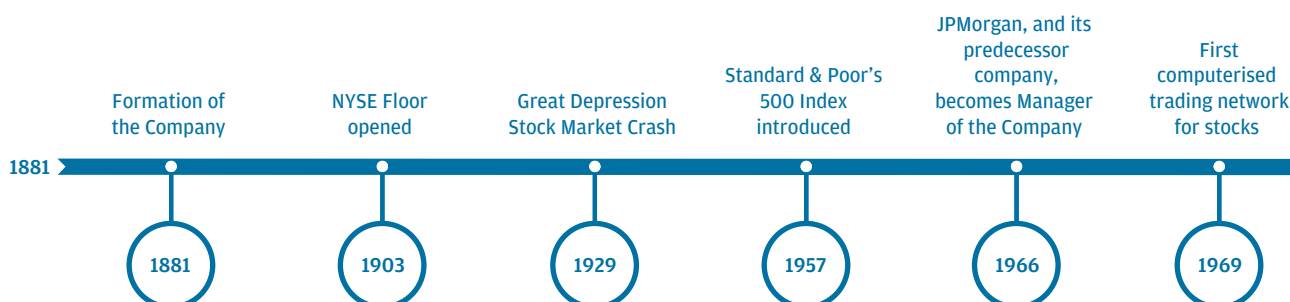 Formation of
the Company
NYSE Floor
opened
Great Depression
Stock Market Crash
Standard & Poor’s
500 Index
introduced
JPMorgan, and its
predecessor
company,
becomes Manager
of the Company
First
computerised
trading network
for stocks
1881
1881
1903
1929
1957
1966
1969